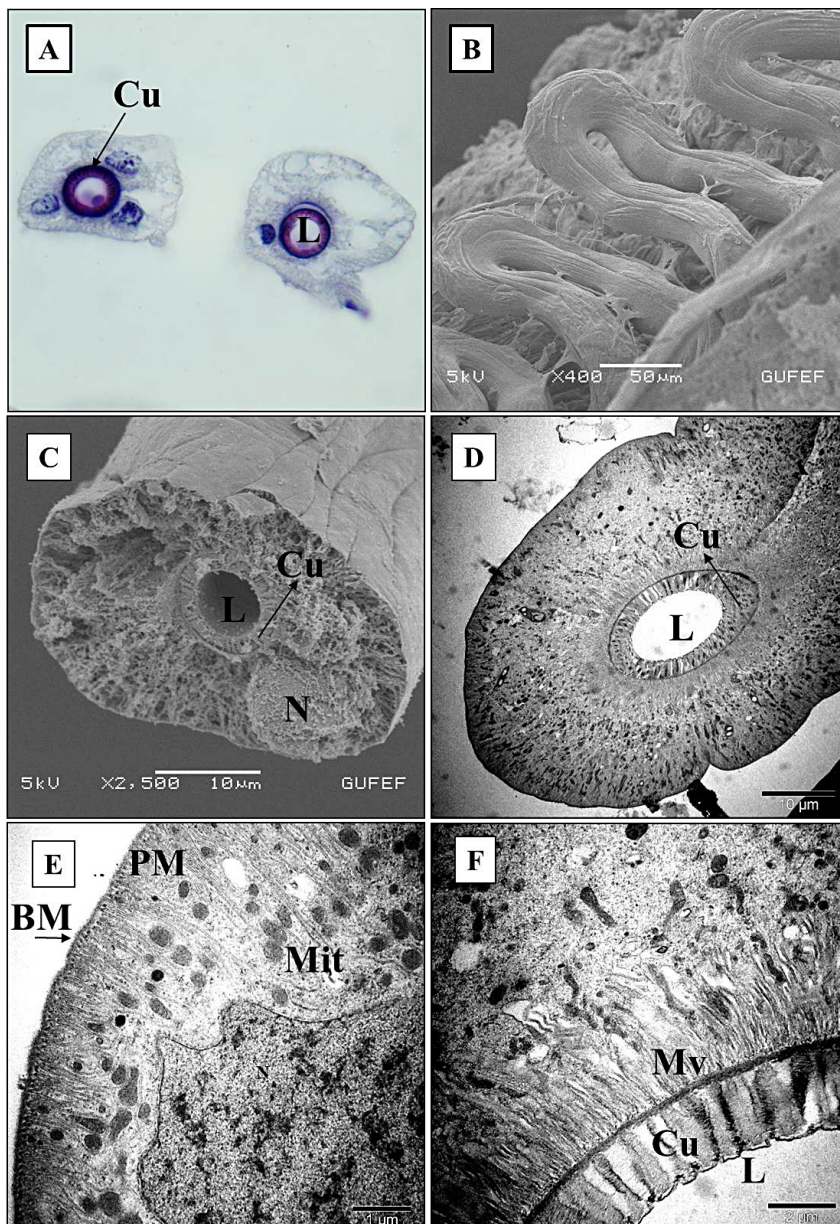 A
Cu
L
B
5kV X400 50μm GUFEF
C
Cu
L
N
5kV X2,500 10μm GUFEF
D
Cu
L
10 μm
E
PM
BM
Mit
N
1 μm
F
Mv
Cu
L
2 μm